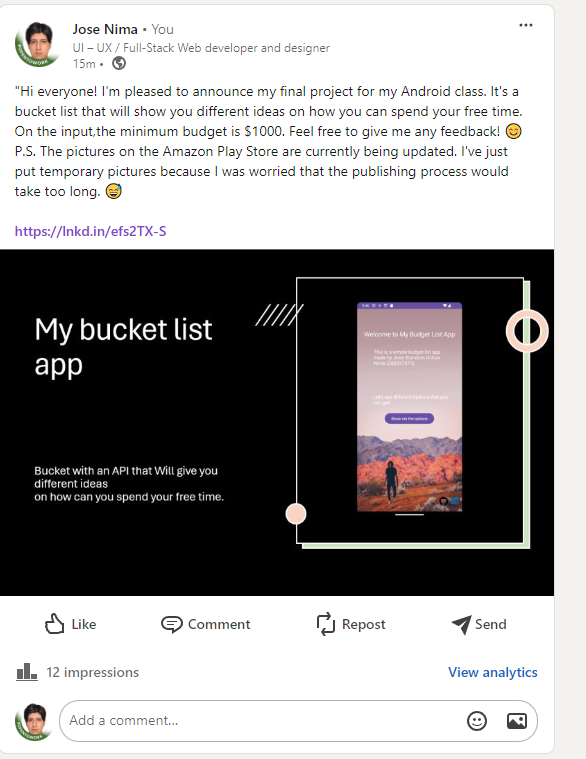 Jose Nima • You
UI – UX / Full-Stack Web developer and designer
15m •
"Hi everyone! I'm pleased to announce my final project for my Android class. It's a
bucket list that will show you different ideas on how you can spend your free time.
On the input,the minimum budget is $1000. Feel free to give me any feedback! 😊
P.S. The pictures on the Amazon Play Store are currently being updated. I've just
put temporary pictures because I was worried that the publishing process would
take too long. 😅
https://lnkd.in/efs2TX-S
My bucket list
app
Bucket with an API that Will give you
different ideas
on how can you spend your free time.
Welcome to My Budget List App
This is a simple budget list app
made by Jose
Let's see different options that you
can get
Show me the options
Like
Comment
Repost
Send
12 impressions
View analytics
Add a comment...